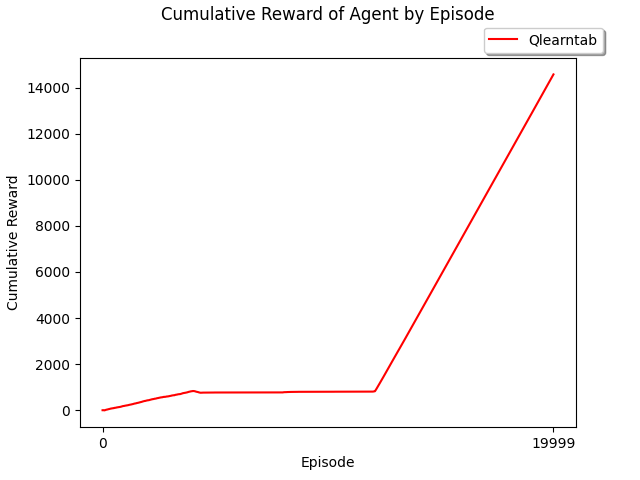 Cumulative Reward of Agent by Episode
Qlearntab
14000
12000
10000
8000
6000
4000
2000
0
Cumulative Reward
0
19999
Episode